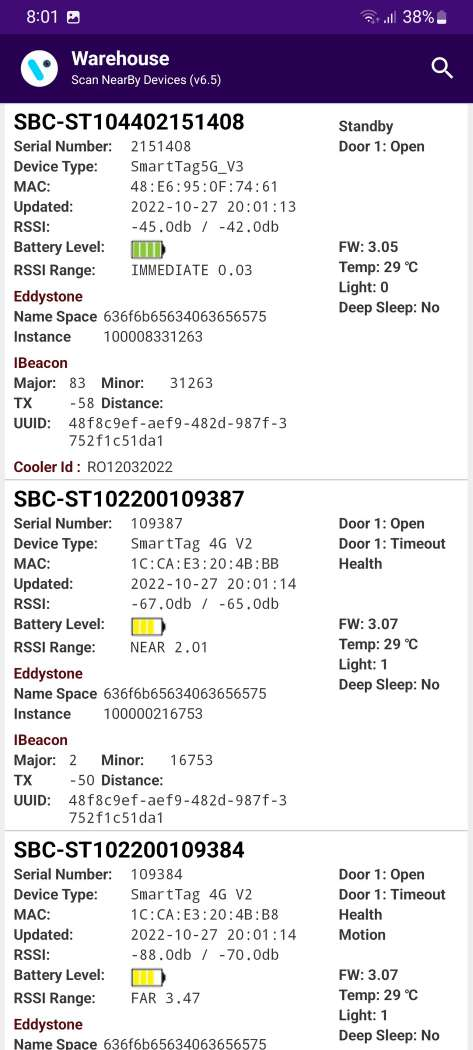 8:01 38%
Warehouse
Scan NearBy Devices (v6.5)
SBC-ST104402151408
Standby
Serial Number: 2151408 Door 1: Open
Device Type: SmartTag5G_V3
MAC: 48:E6:95:0F:74:61
Updated: 2022-10-27 20:01:13
RSSI: -45.0db / -42.0db
Battery Level: FW: 3.05
RSSI Range: IMMEDIATE 0.03 Temp: 29 ℃
Light: 0
Eddystone Deep Sleep: No
Name Space 636f6b65634063656575
Instance 100008331263
IBeacon
Major: 83 Minor: 31263
TX -58 Distance:
UUID: 48f8c9ef-aef9-482d-987f-3
752f1c51da1
Cooler Id : RO12032022
SBC-ST102200109387
Serial Number: 109387 Door 1: Open
Device Type: SmartTag 4G V2 Door 1: Timeout
MAC: 1C:CA:E3:20:4B:BB Health
Updated: 2022-10-27 20:01:14
RSSI: -67.0db / -65.0db
Battery Level: FW: 3.07
RSSI Range: NEAR 2.01 Temp: 29 ℃
Light: 1
Eddystone Deep Sleep: No
Name Space 636f6b65634063656575
Instance 100000216753
IBeacon
Major: 2 Minor: 16753
TX -50 Distance:
UUID: 48f8c9ef-aef9-482d-987f-3
752f1c51da1
SBC-ST102200109384
Serial Number: 109384 Door 1: Open
Device Type: SmartTag 4G V2 Door 1: Timeout
MAC: 1C:CA:E3:20:4B:B8 Health
Updated: 2022-10-27 20:01:14 Motion
RSSI: -88.0db / -70.0db
Battery Level: FW: 3.07
RSSI Range: FAR 3.47 Temp: 29 ℃
Light: 1
Eddystone Deep Sleep: No
Name Space 636f6b65634063656575